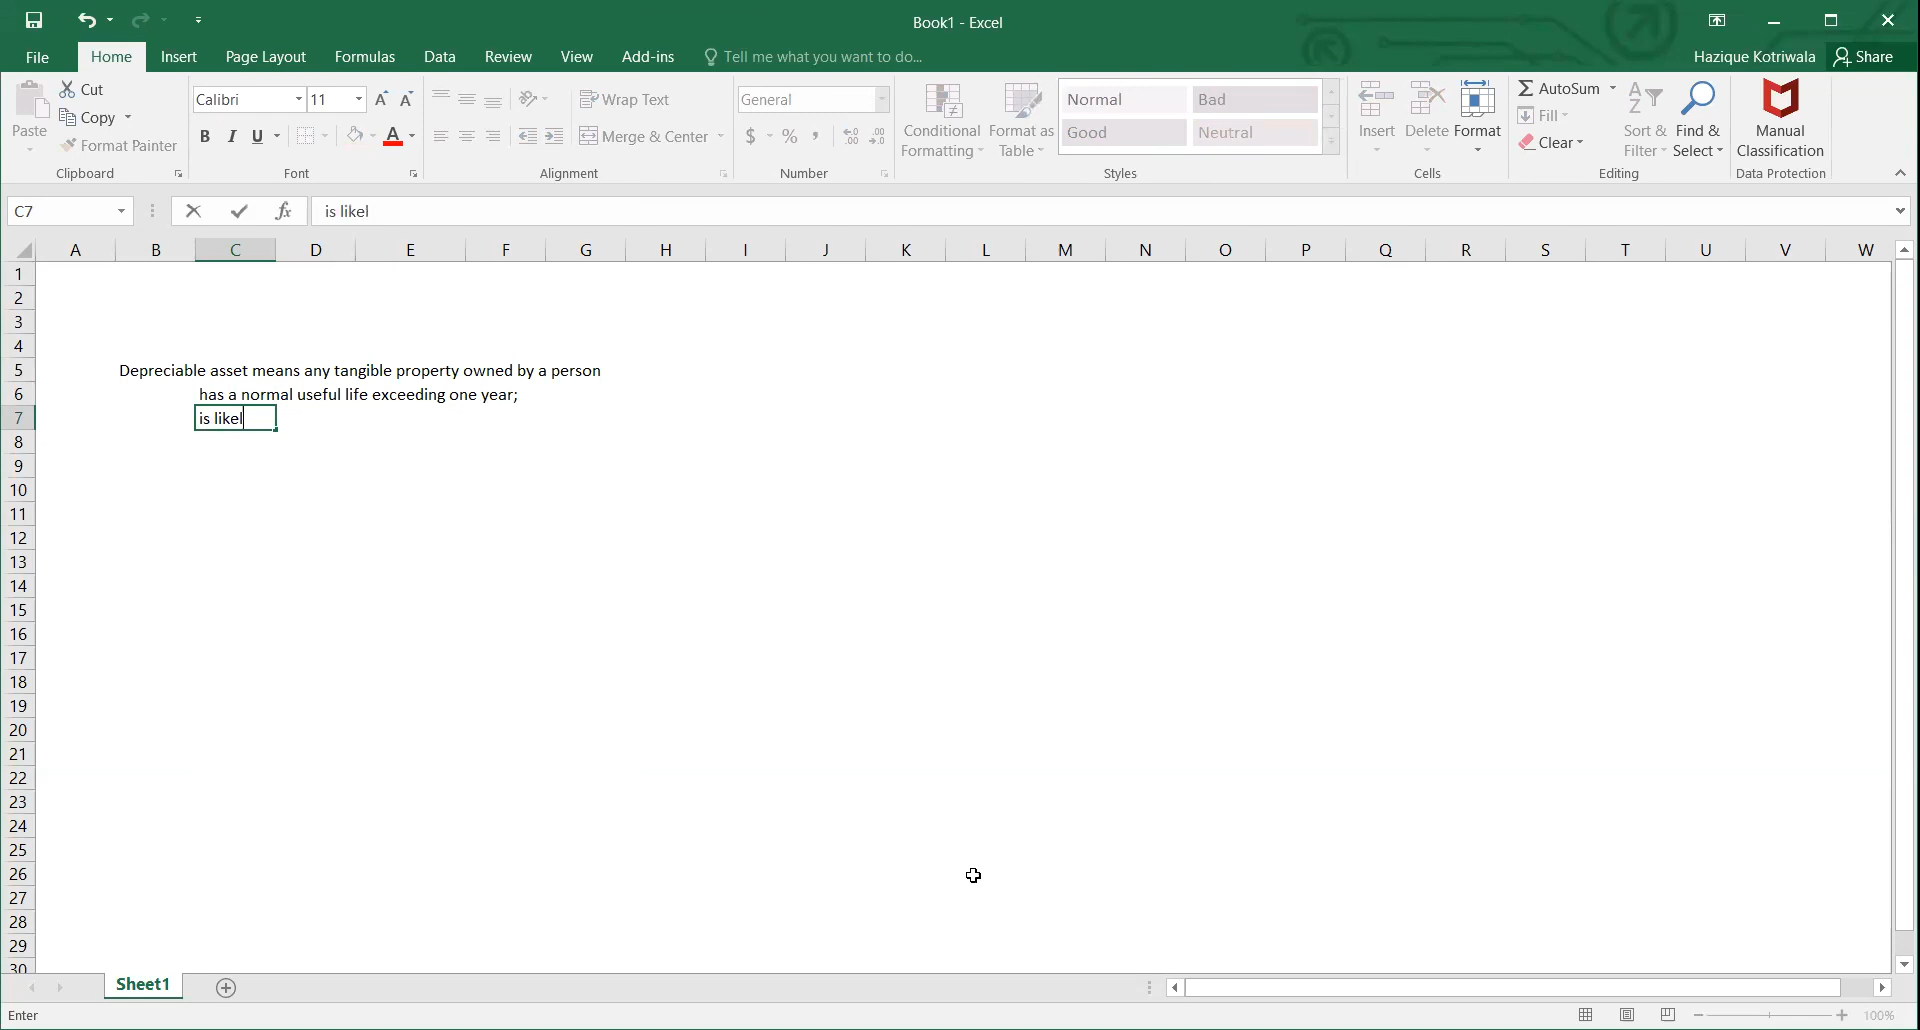 Book1 - Excel
File Home Insert Page Layout Formulas Data Review View Add-ins Tell me what you want to do... Hazique Kotriwala Share
Paste Cut Copy Format Painter Clipboard
Calibri 11 A A B I U A Font
Wrap Text Merge & Center Alignment
General $ % , .0 .00 .00 .0 Number
Conditional Formatting Format as Table Normal Bad Good Neutral Styles
Insert Delete Format Cells
AutoSum Fill Clear Sort & Filter Find & Select Editing
Manual Classification Data Protection
C7 fx is likel
A B C D E F G H I J K L M N O P Q R S T U V W
1
2
3
4
5 Depreciable asset means any tangible property owned by a person
6 has a normal useful life exceeding one year;
7 is likel
8
9
10
11
12
13
14
15
16
17
18
19
20
21
22
23
24
25
26
27
28
29
30
Sheet1
Enter 100%